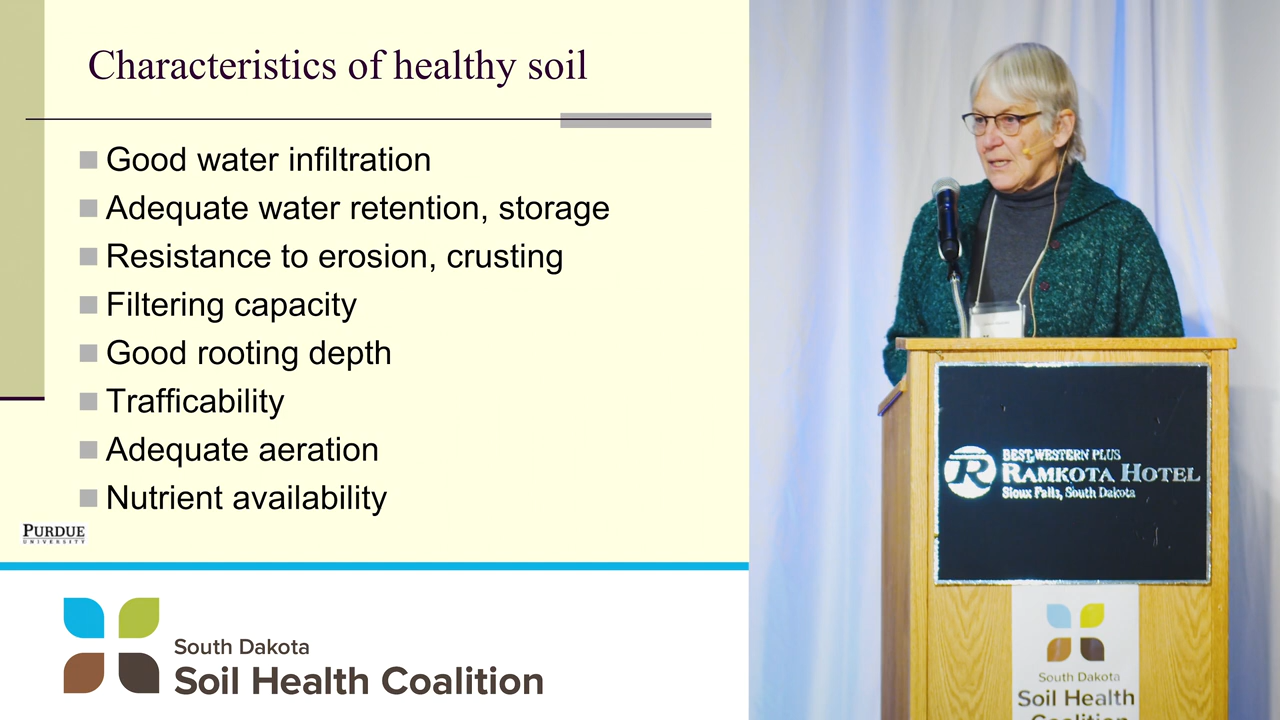 Characteristics of healthy soil
Good water infiltration
Adequate water retention, storage
Resistance to erosion, crusting
Filtering capacity
Good rooting depth
Trafficability
Adequate aeration
Nutrient availability
PURDUE
UNIVERSITY
South Dakota
Soil Health Coalition
R
BEST WESTERN PLUS
RAMKOTA HOTEL
Sioux Falls, South Dakota
South Dakota
Soil Health
Coalition